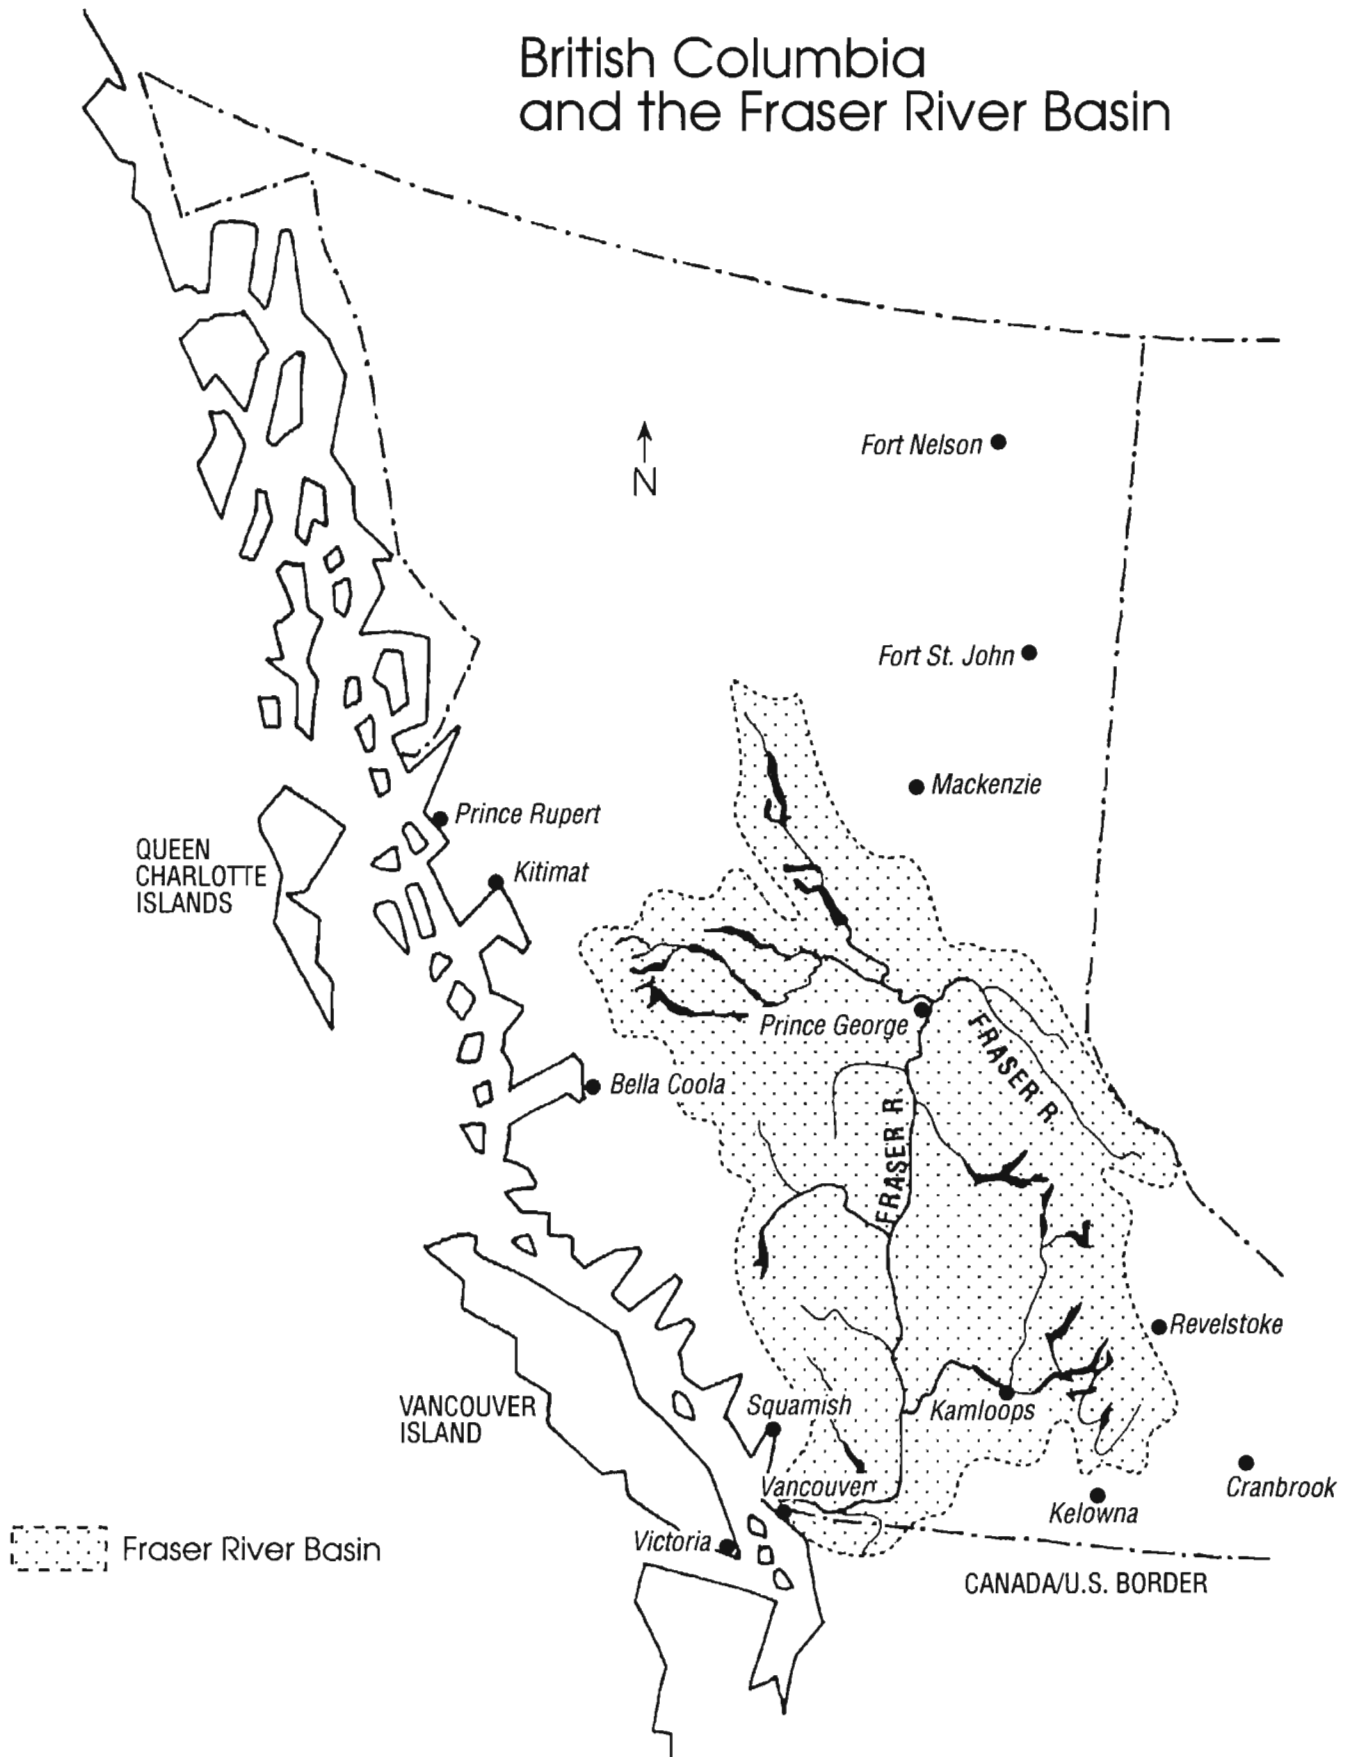 British Columbia
and the Fraser River Basin
Fort Nelson
N
Fort St. John
Mackenzie
Prince Rupert
QUEEN
CHARLOTTE
ISLANDS
Kitimat
Prince George
FRASER R.
Bella Coola
FRASER R.
Revelstoke
VANCOUVER
ISLAND
Squamish
Kamloops
Vancouver
Cranbrook
Kelowna
Victoria
Fraser River Basin
CANADA/U.S. BORDER